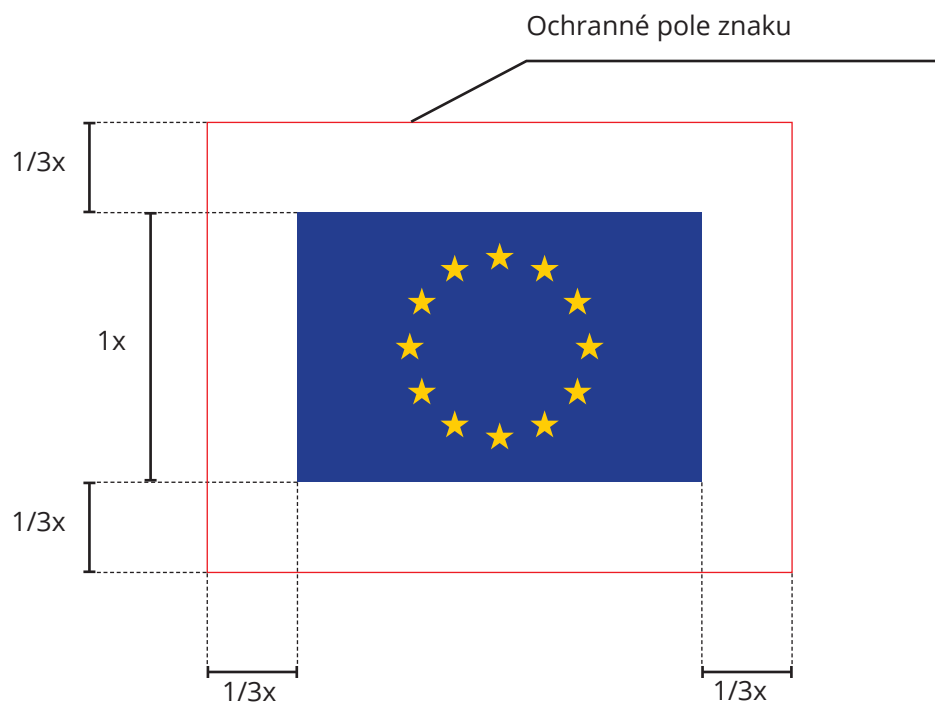 Ochranné pole znaku
1/3x
1x
1/3x
1/3x
1/3x